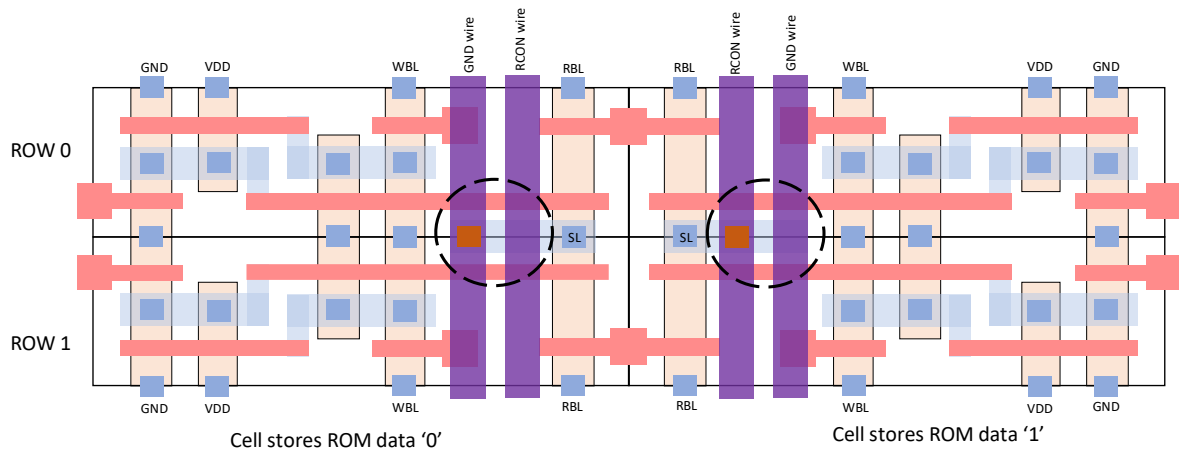 GND VDD WBL GND wire RCON wire RBL RBL RCON wire GND wire WBL VDD GND
ROW 0
SL SL
ROW 1
GND VDD WBL RBL RBL WBL VDD GND
Cell stores ROM data ‘0’ Cell stores ROM data ‘1’